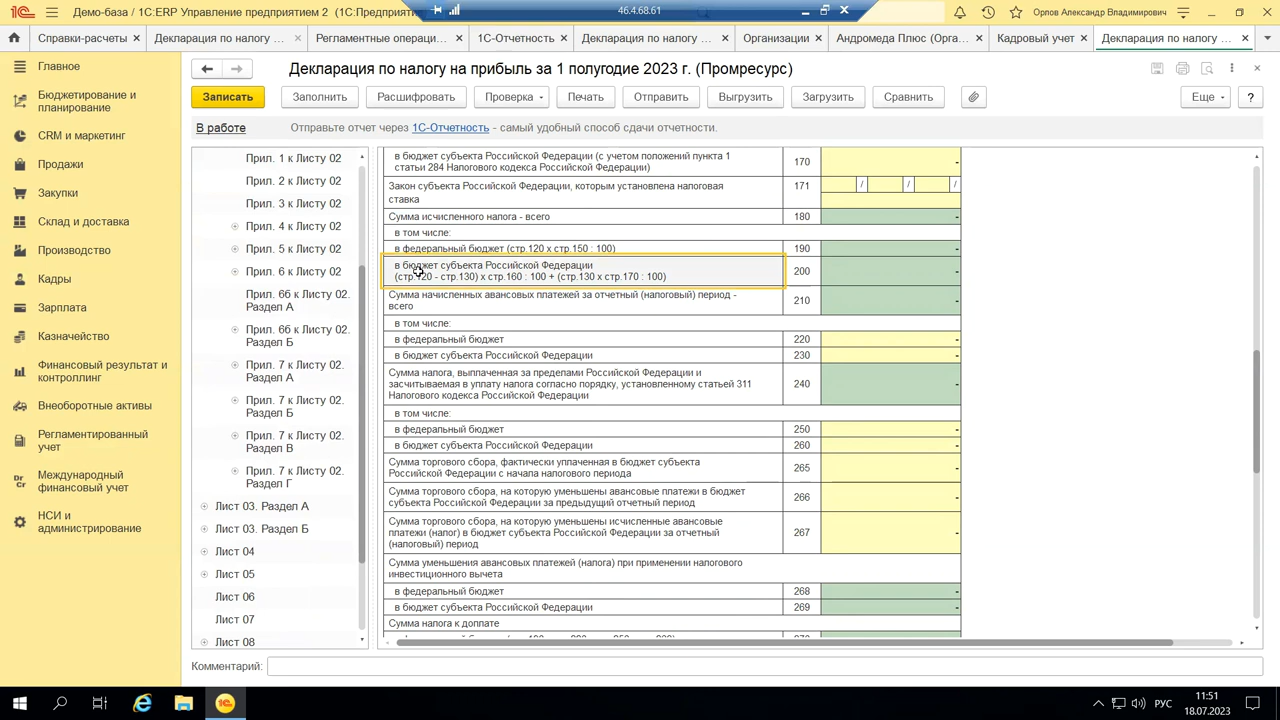 Демо-база / 1С:ERP Управление предприятием 2 (1С:Предприятие
46.4.68.61
Орлов Александр Владимирович
Справки-расчеты
Декларация по налогу ...
Регламентные операци...
1С-Отчетность
Декларация по налогу ...
Организации
Андромеда Плюс (Орга...
Кадровый учет
Декларация по налогу ...
Главное
Бюджетирование и
планирование
CRM и маркетинг
Продажи
Закупки
Склад и доставка
Производство
Кадры
Зарплата
Казначейство
Финансовый результат и
контроллинг
Внеоборотные активы
Регламентированный
учет
Международный
финансовый учет
НСИ и
администрирование
Декларация по налогу на прибыль за 1 полугодие 2023 г. (Промресурс)
Записать
Заполнить
Расшифровать
Проверка
Печать
Отправить
Выгрузить
Загрузить
Сравнить
Еще
?
В работе
Отправьте отчет через 1С-Отчетность - самый удобный способ сдачи отчетности.
Прил. 1 к Листу 02
Прил. 2 к Листу 02
Прил. 3 к Листу 02
Прил. 4 к Листу 02
Прил. 5 к Листу 02
Прил. 6 к Листу 02
Прил. 6б к Листу 02.
Раздел А
Прил. 6б к Листу 02.
Раздел Б
Прил. 7 к Листу 02.
Раздел А
Прил. 7 к Листу 02.
Раздел Б
Прил. 7 к Листу 02.
Раздел В
Прил. 7 к Листу 02.
Раздел Г
Лист 03. Раздел А
Лист 03. Раздел Б
Лист 04
Лист 05
Лист 06
Лист 07
Лист 08
в бюджет субъекта Российской Федерации (с учетом положений пункта 1
статьи 284 Налогового кодекса Российской Федерации) 170 -
Закон субъекта Российской Федерации, которым установлена налоговая
ставка 171 / / /
Сумма исчисленного налога - всего 180 -
в том числе:
в федеральный бюджет (стр.120 х стр.150 : 100) 190 -
в бюджет субъекта Российской Федерации
(стр.120 - стр.130) х стр.160 : 100 + (стр.130 х стр.170 : 100) 200 -
Сумма начисленных авансовых платежей за отчетный (налоговый) период -
всего 210 -
в том числе:
в федеральный бюджет 220 -
в бюджет субъекта Российской Федерации 230 -
Сумма налога, выплаченная за пределами Российской Федерации и
засчитываемая в уплату налога согласно порядку, установленному статьей 311
Налогового кодекса Российской Федерации 240 -
в том числе:
в федеральный бюджет 250 -
в бюджет субъекта Российской Федерации 260 -
Сумма торгового сбора, фактически уплаченная в бюджет субъекта
Российской Федерации с начала налогового периода 265 -
Сумма торгового сбора, на которую уменьшены авансовые платежи в бюджет
субъекта Российской Федерации за предыдущий отчетный период 266 -
Сумма торгового сбора, на которую уменьшены исчисленные авансовые
платежи (налог) в бюджет субъекта Российской Федерации за отчетный
(налоговый) период 267 -
Сумма уменьшения авансовых платежей (налога) при применении налогового
инвестиционного вычета
в федеральный бюджет 268 -
в бюджет субъекта Российской Федерации 269 -
Сумма налога к доплате
Комментарий:
РУС
11:51
18.07.2023